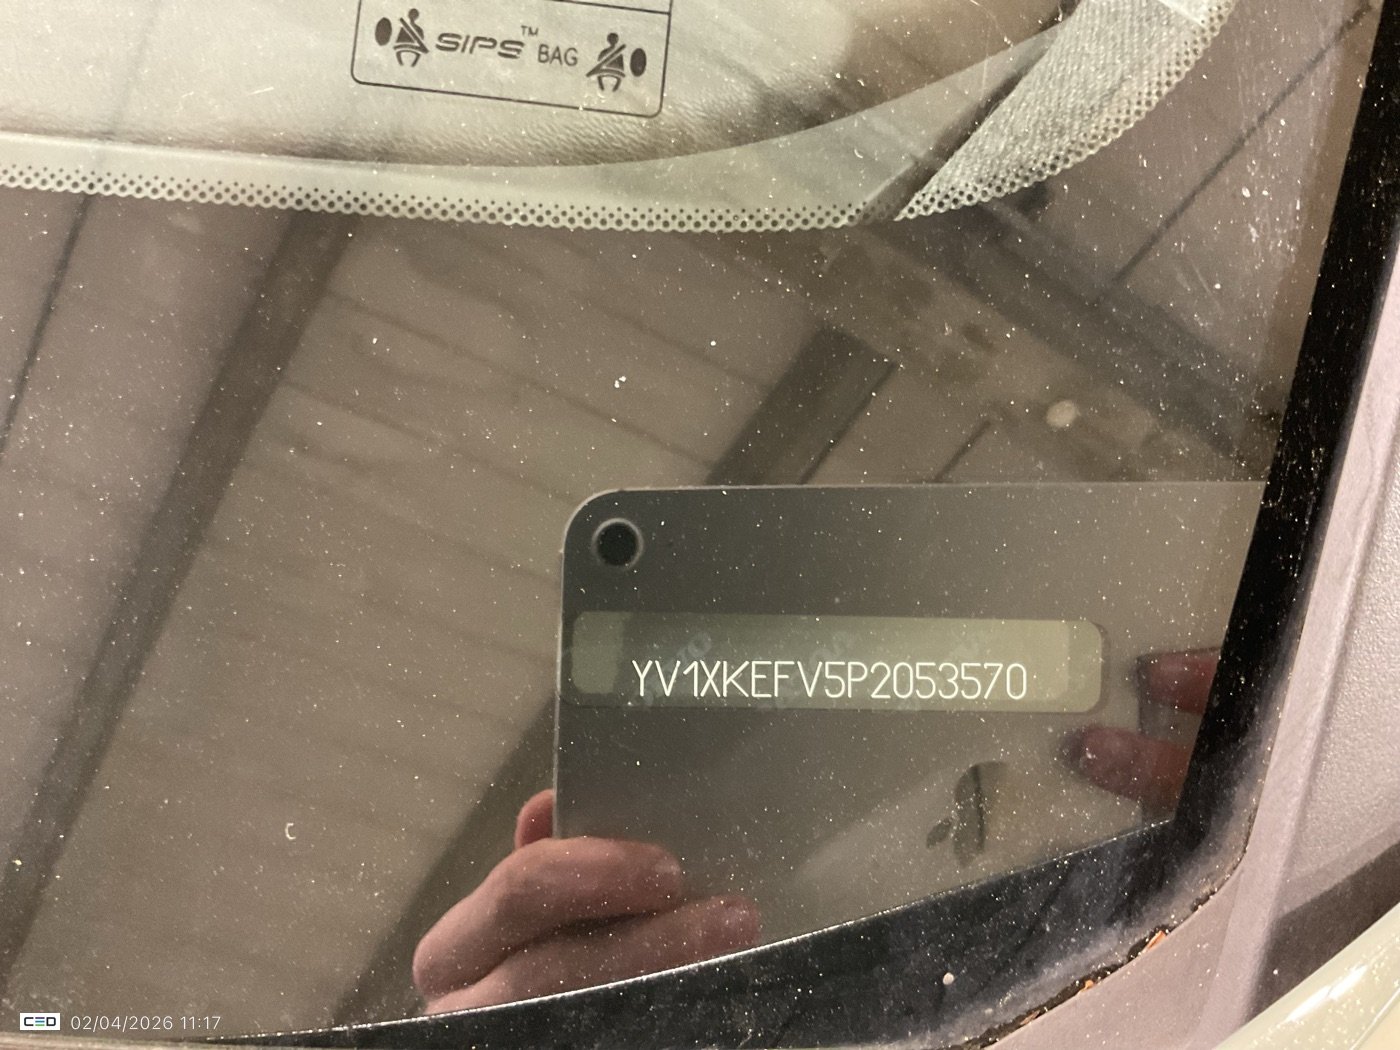 SIPS™ BAG
YV1XKEFV5P2053570
CED 02/04/2026 11:17